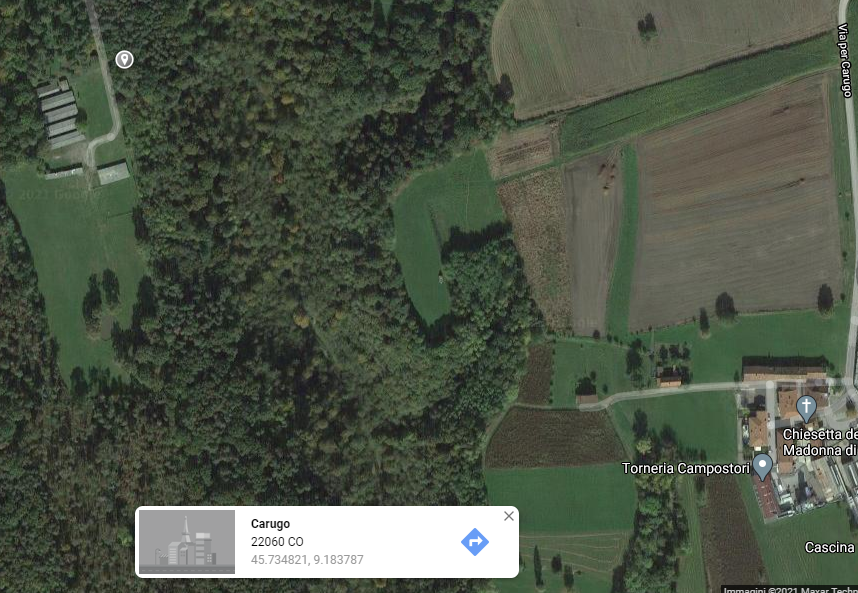 Via per Carugo
Chiesetta de
Madonna di
Torneria Campostori
Carugo
22060 CO
45.734821, 9.183787
Cascina
Immagini ©2021 Maxar Techn